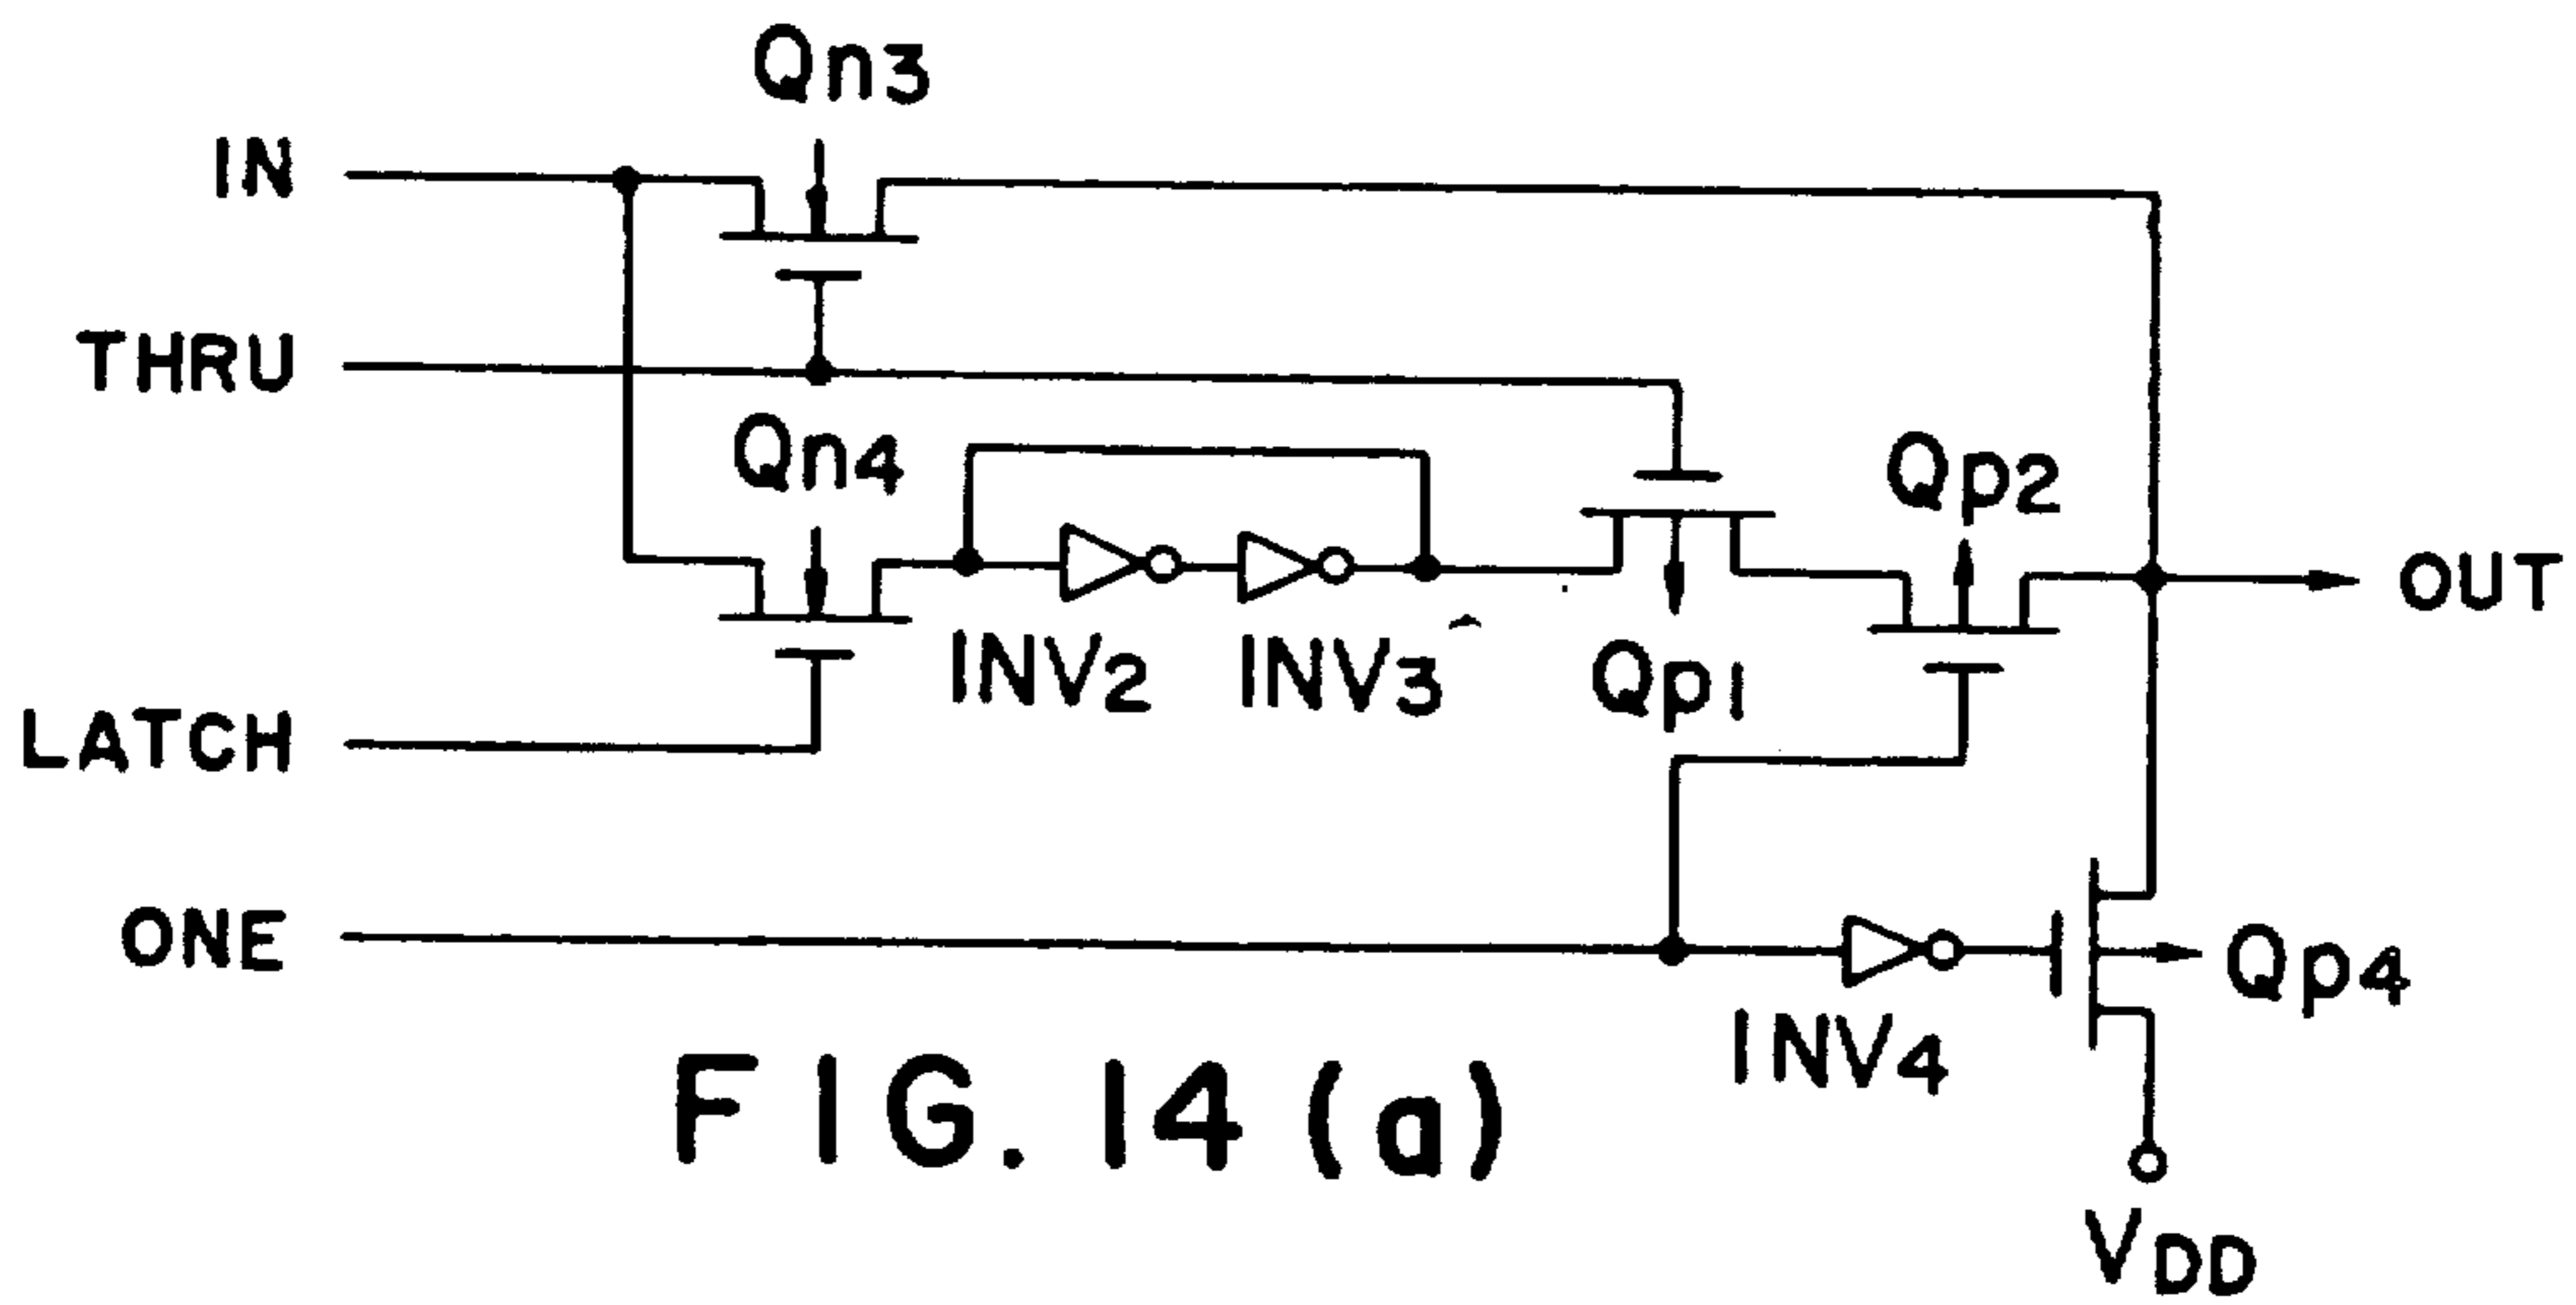 Qn3
IN
THRU
Qn4
Qp2
OUT
INV2
INV3
Qp1
LATCH
ONE
Qp4
INV4
FIG. 14 (a)
VDD